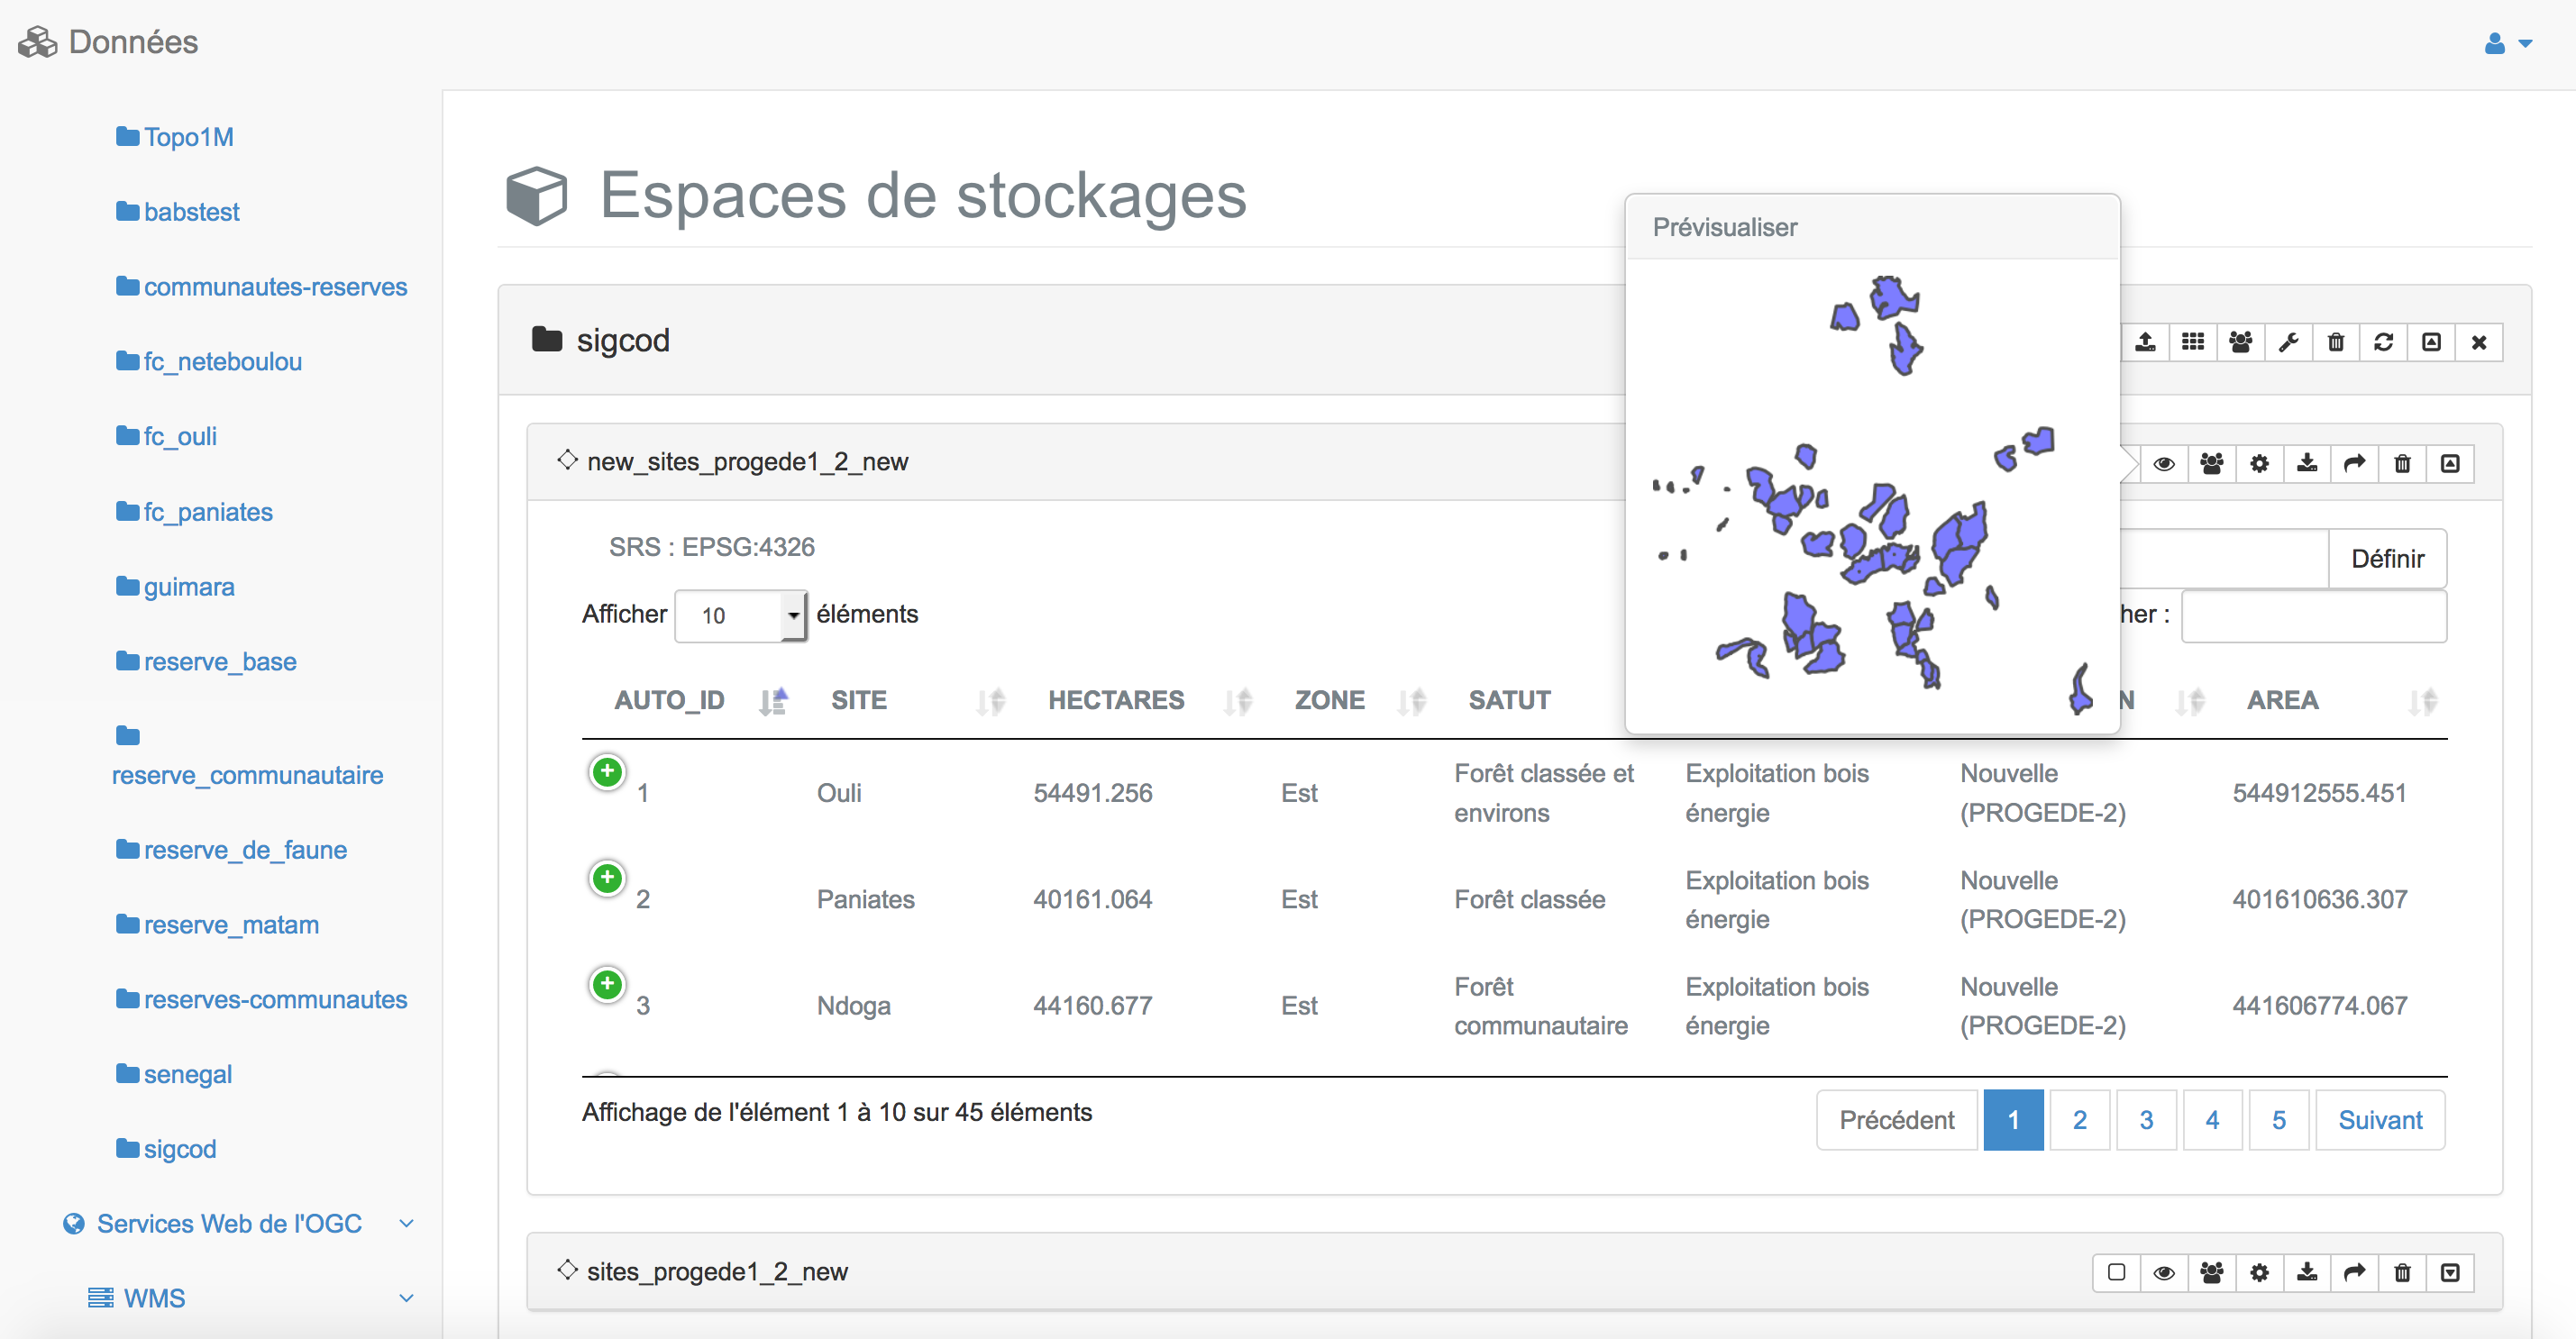 Données
Topo1M
babstest
communautes-reserves
fc_neteboulou
fc_ouli
fc_paniates
guimara
reserve_base
reserve_communautaire
reserve_de_faune
reserve_matam
reserves-communautes
senegal
sigcod
Services Web de l'OGC
WMS
Espaces de stockages
sigcod
Prévisualiser
new_sites_progede1_2_new
SRS : EPSG:4326
Définir
Afficher 10 éléments
her :
AUTO_ID SITE HECTARES ZONE SATUT N AREA
1 Ouli 54491.256 Est Forêt classée et environs Exploitation bois énergie Nouvelle (PROGEDE-2) 544912555.451
2 Paniates 40161.064 Est Forêt classée Exploitation bois énergie Nouvelle (PROGEDE-2) 401610636.307
3 Ndoga 44160.677 Est Forêt communautaire Exploitation bois énergie Nouvelle (PROGEDE-2) 441606774.067
Affichage de l'élément 1 à 10 sur 45 éléments
Précédent 1 2 3 4 5 Suivant
sites_progede1_2_new